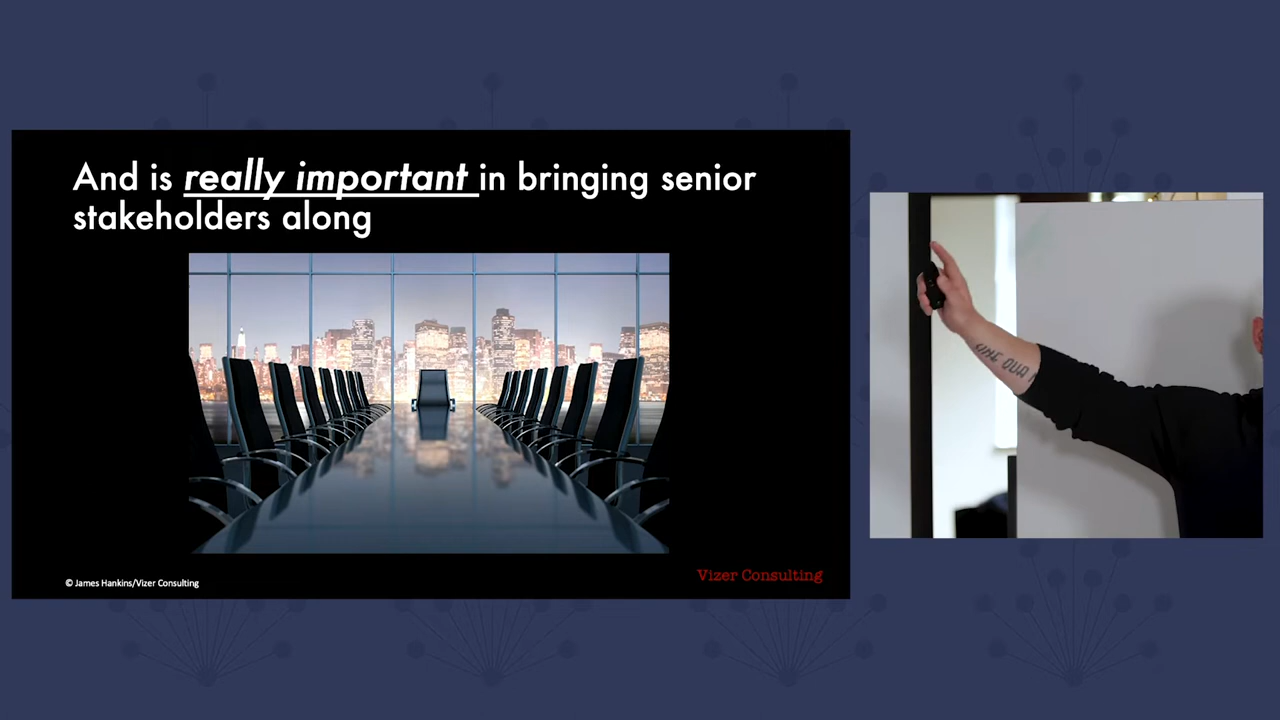 And is really important in bringing senior
stakeholders along
© James Hankins/Vizer Consulting
Vizer Consulting